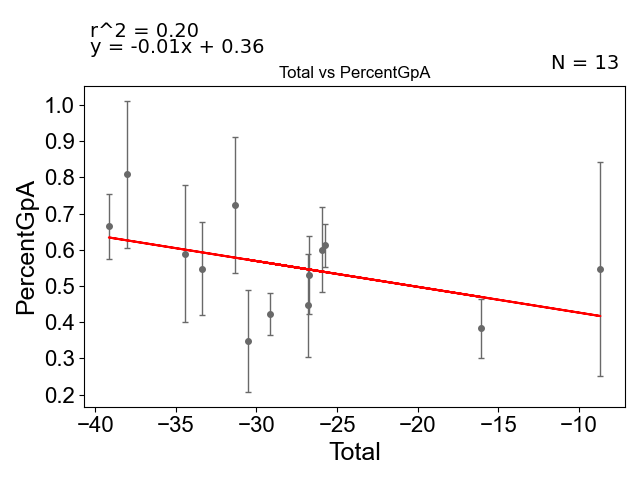 r^2 = 0.20
y = -0.01x + 0.36
N = 13
Total vs PercentGpA
PercentGpA
1.0
0.9
0.8
0.7
0.6
0.5
0.4
0.3
0.2
−40 −35 −30 −25 −20 −15 −10
Total